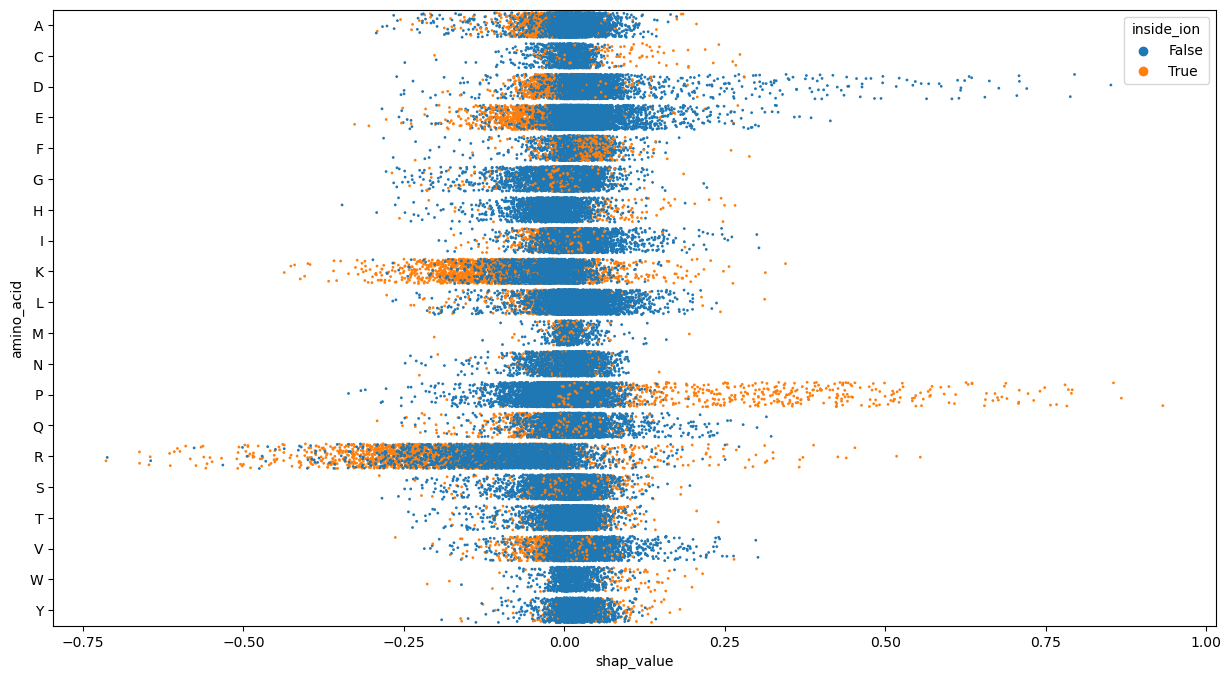 inside_ion
False
True
amino_acid
A
C
D
E
F
G
H
I
K
L
M
N
P
Q
R
S
T
V
W
Y
−0.75 −0.50 −0.25 0.00 0.25 0.50 0.75 1.00
shap_value